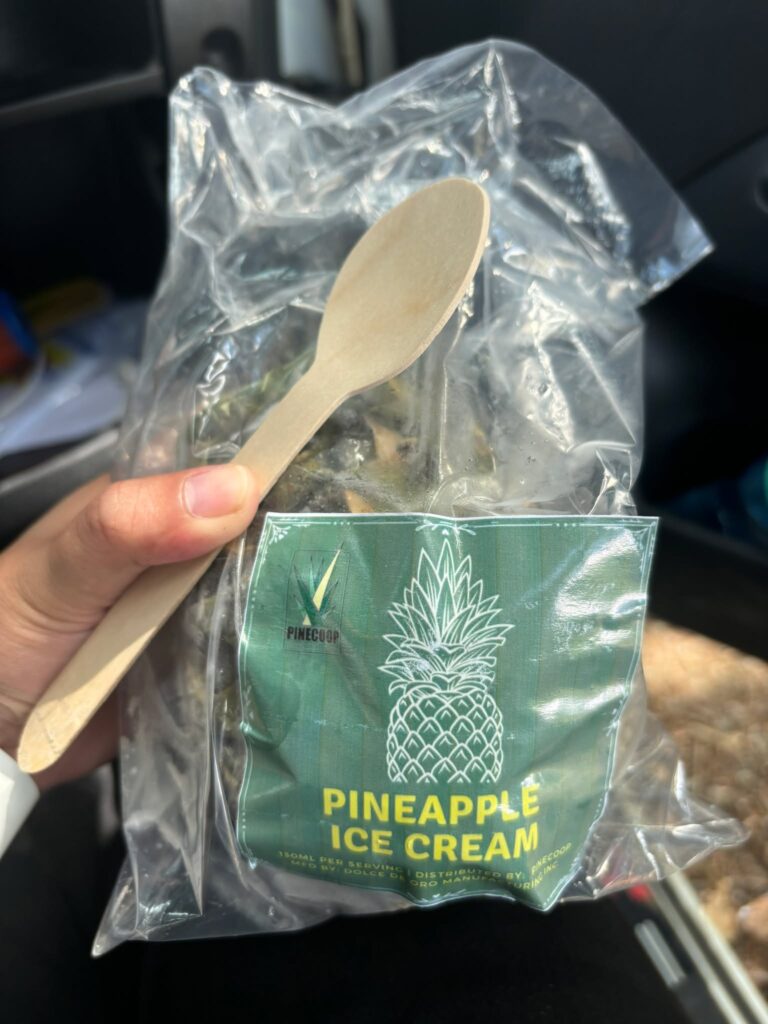 PINECOOP
PINEAPPLE
ICE CREAM
150ML PER SERVING | DISTRIBUTED BY: PINECOOP
MFD BY: DOLCE DE ORO MANUFACTURING INC